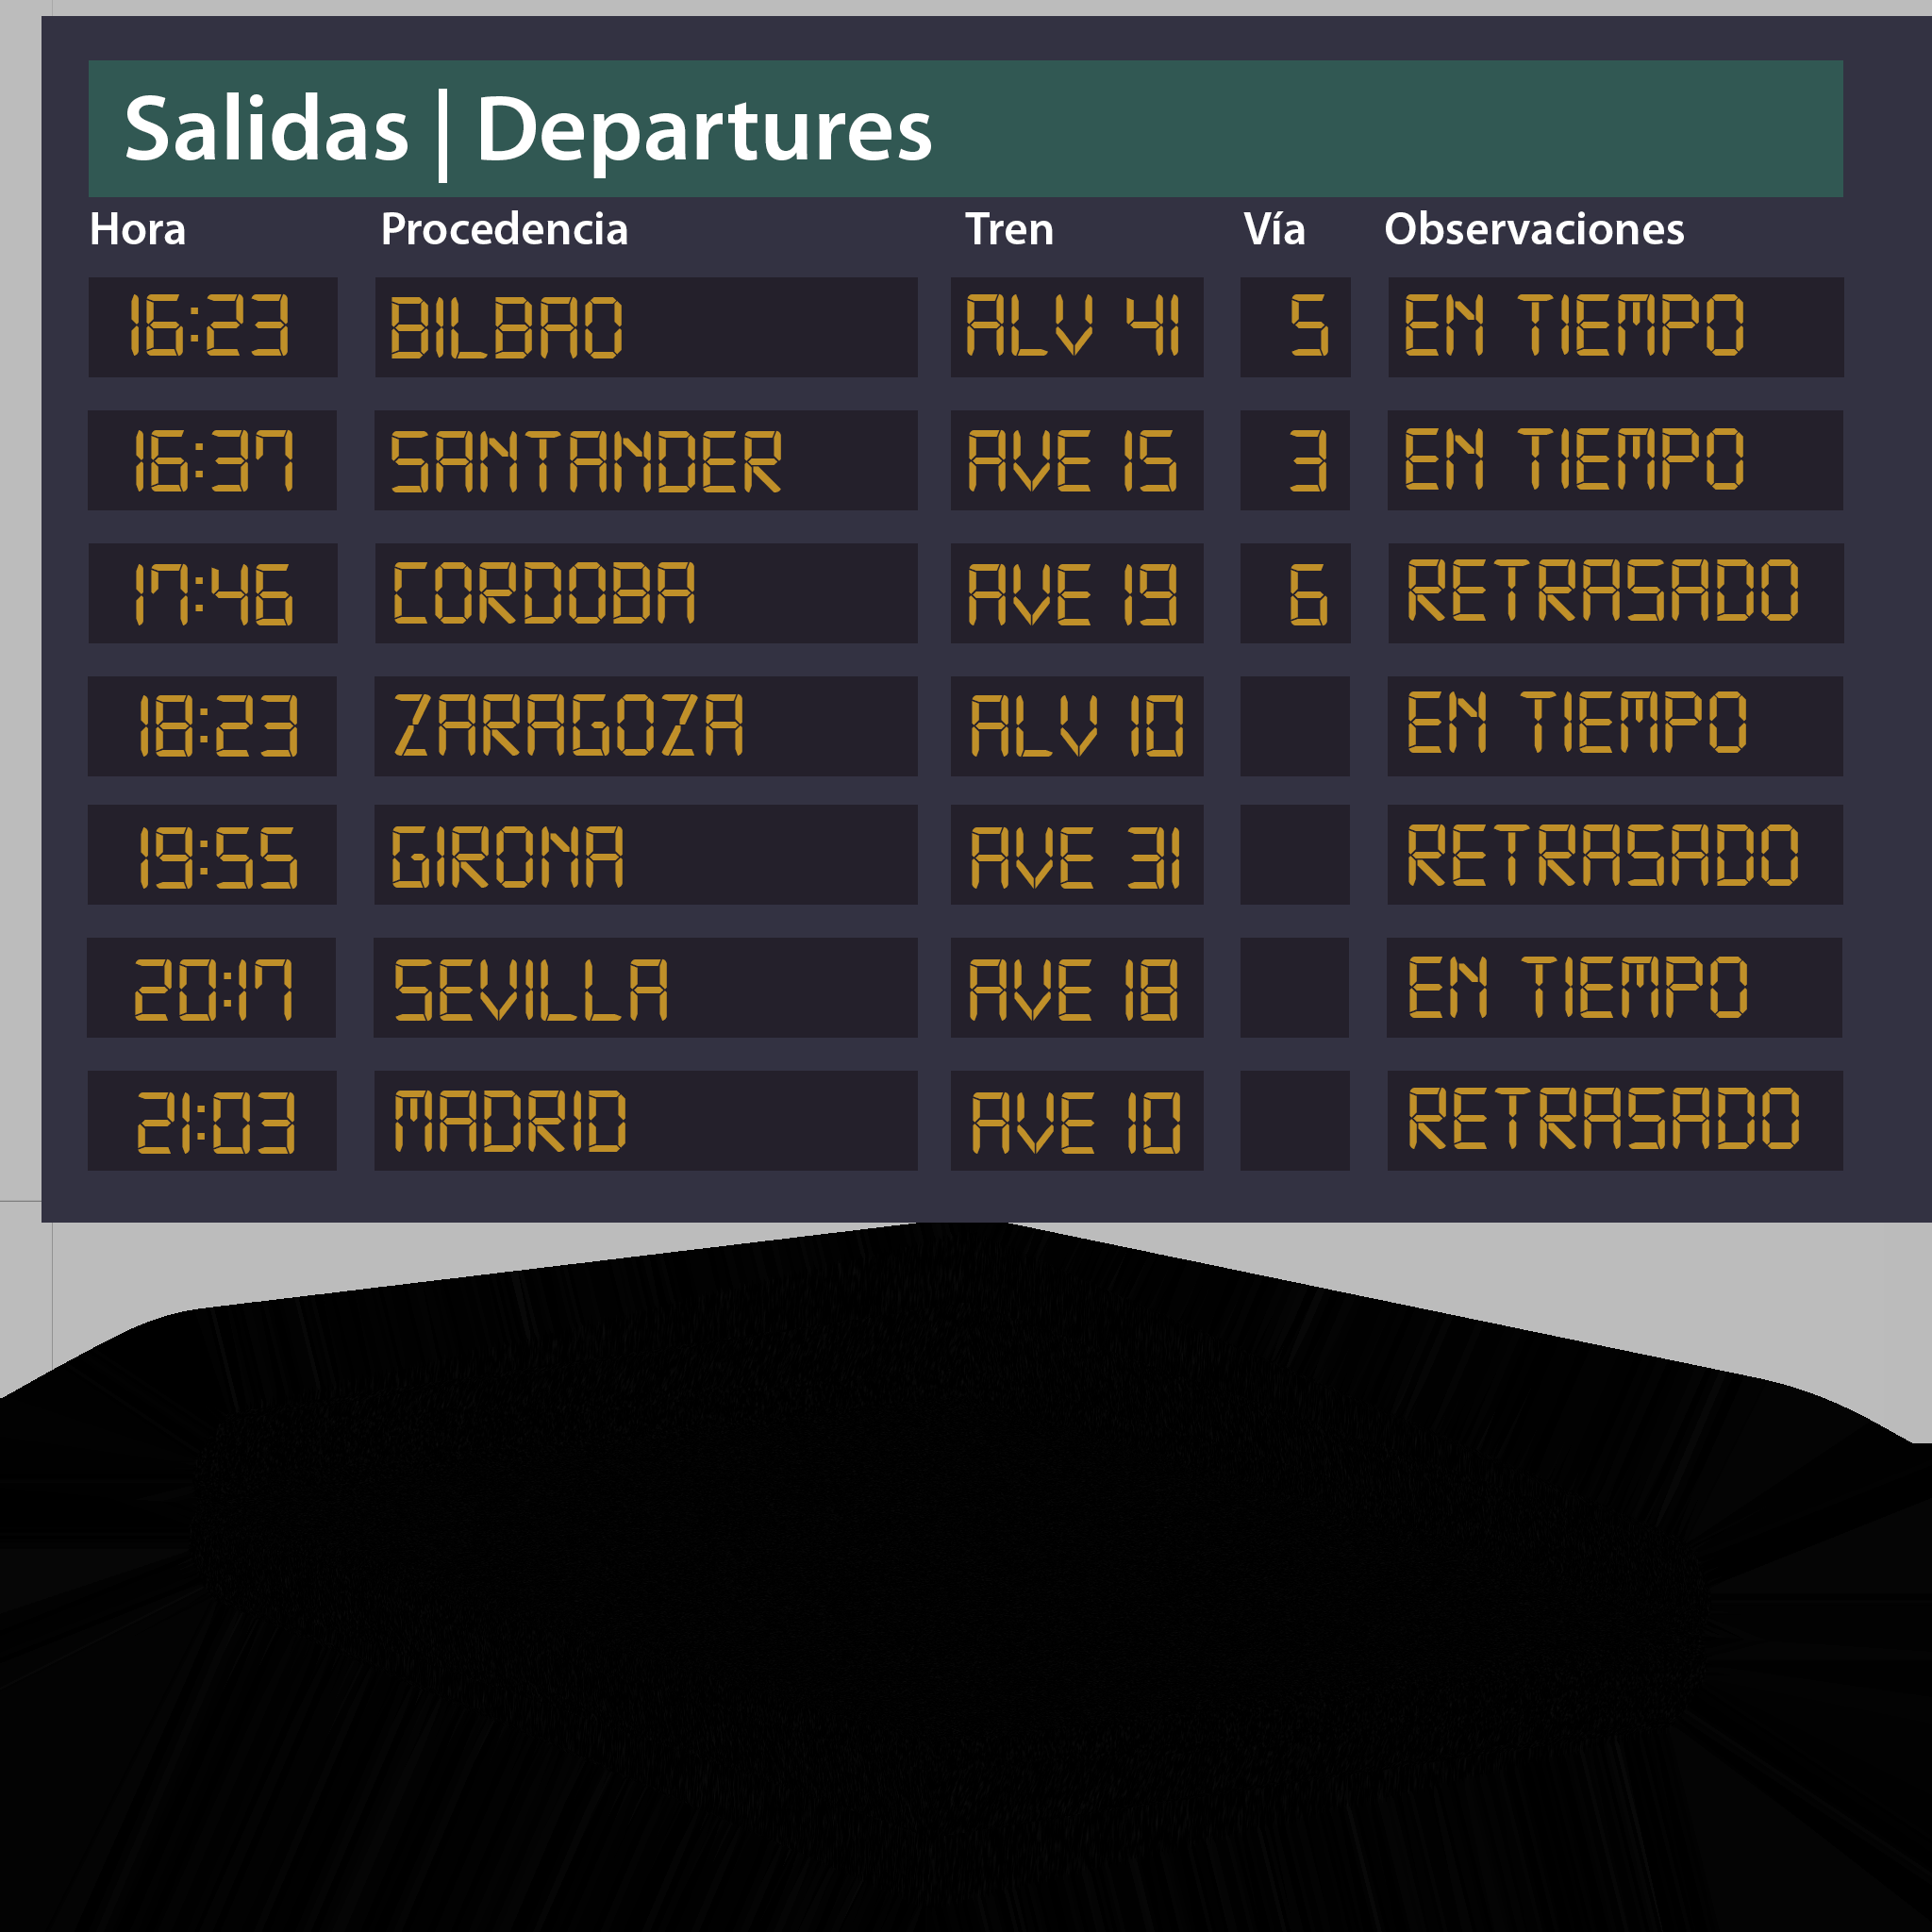 Salidas | Departures
Hora Procedencia Tren Vía Observaciones
16:23 BILBAO ALV 41 5 EN TIEMPO
16:37 SANTANDER AVE 15 3 EN TIEMPO
17:46 CORDOBA AVE 19 6 RETRASADO
18:23 ZARAGOZA ALV 10 EN TIEMPO
19:55 GIRONA AVE 31 RETRASADO
20:17 SEVILLA AVE 18 EN TIEMPO
21:03 MADRID AVE 10 RETRASADO